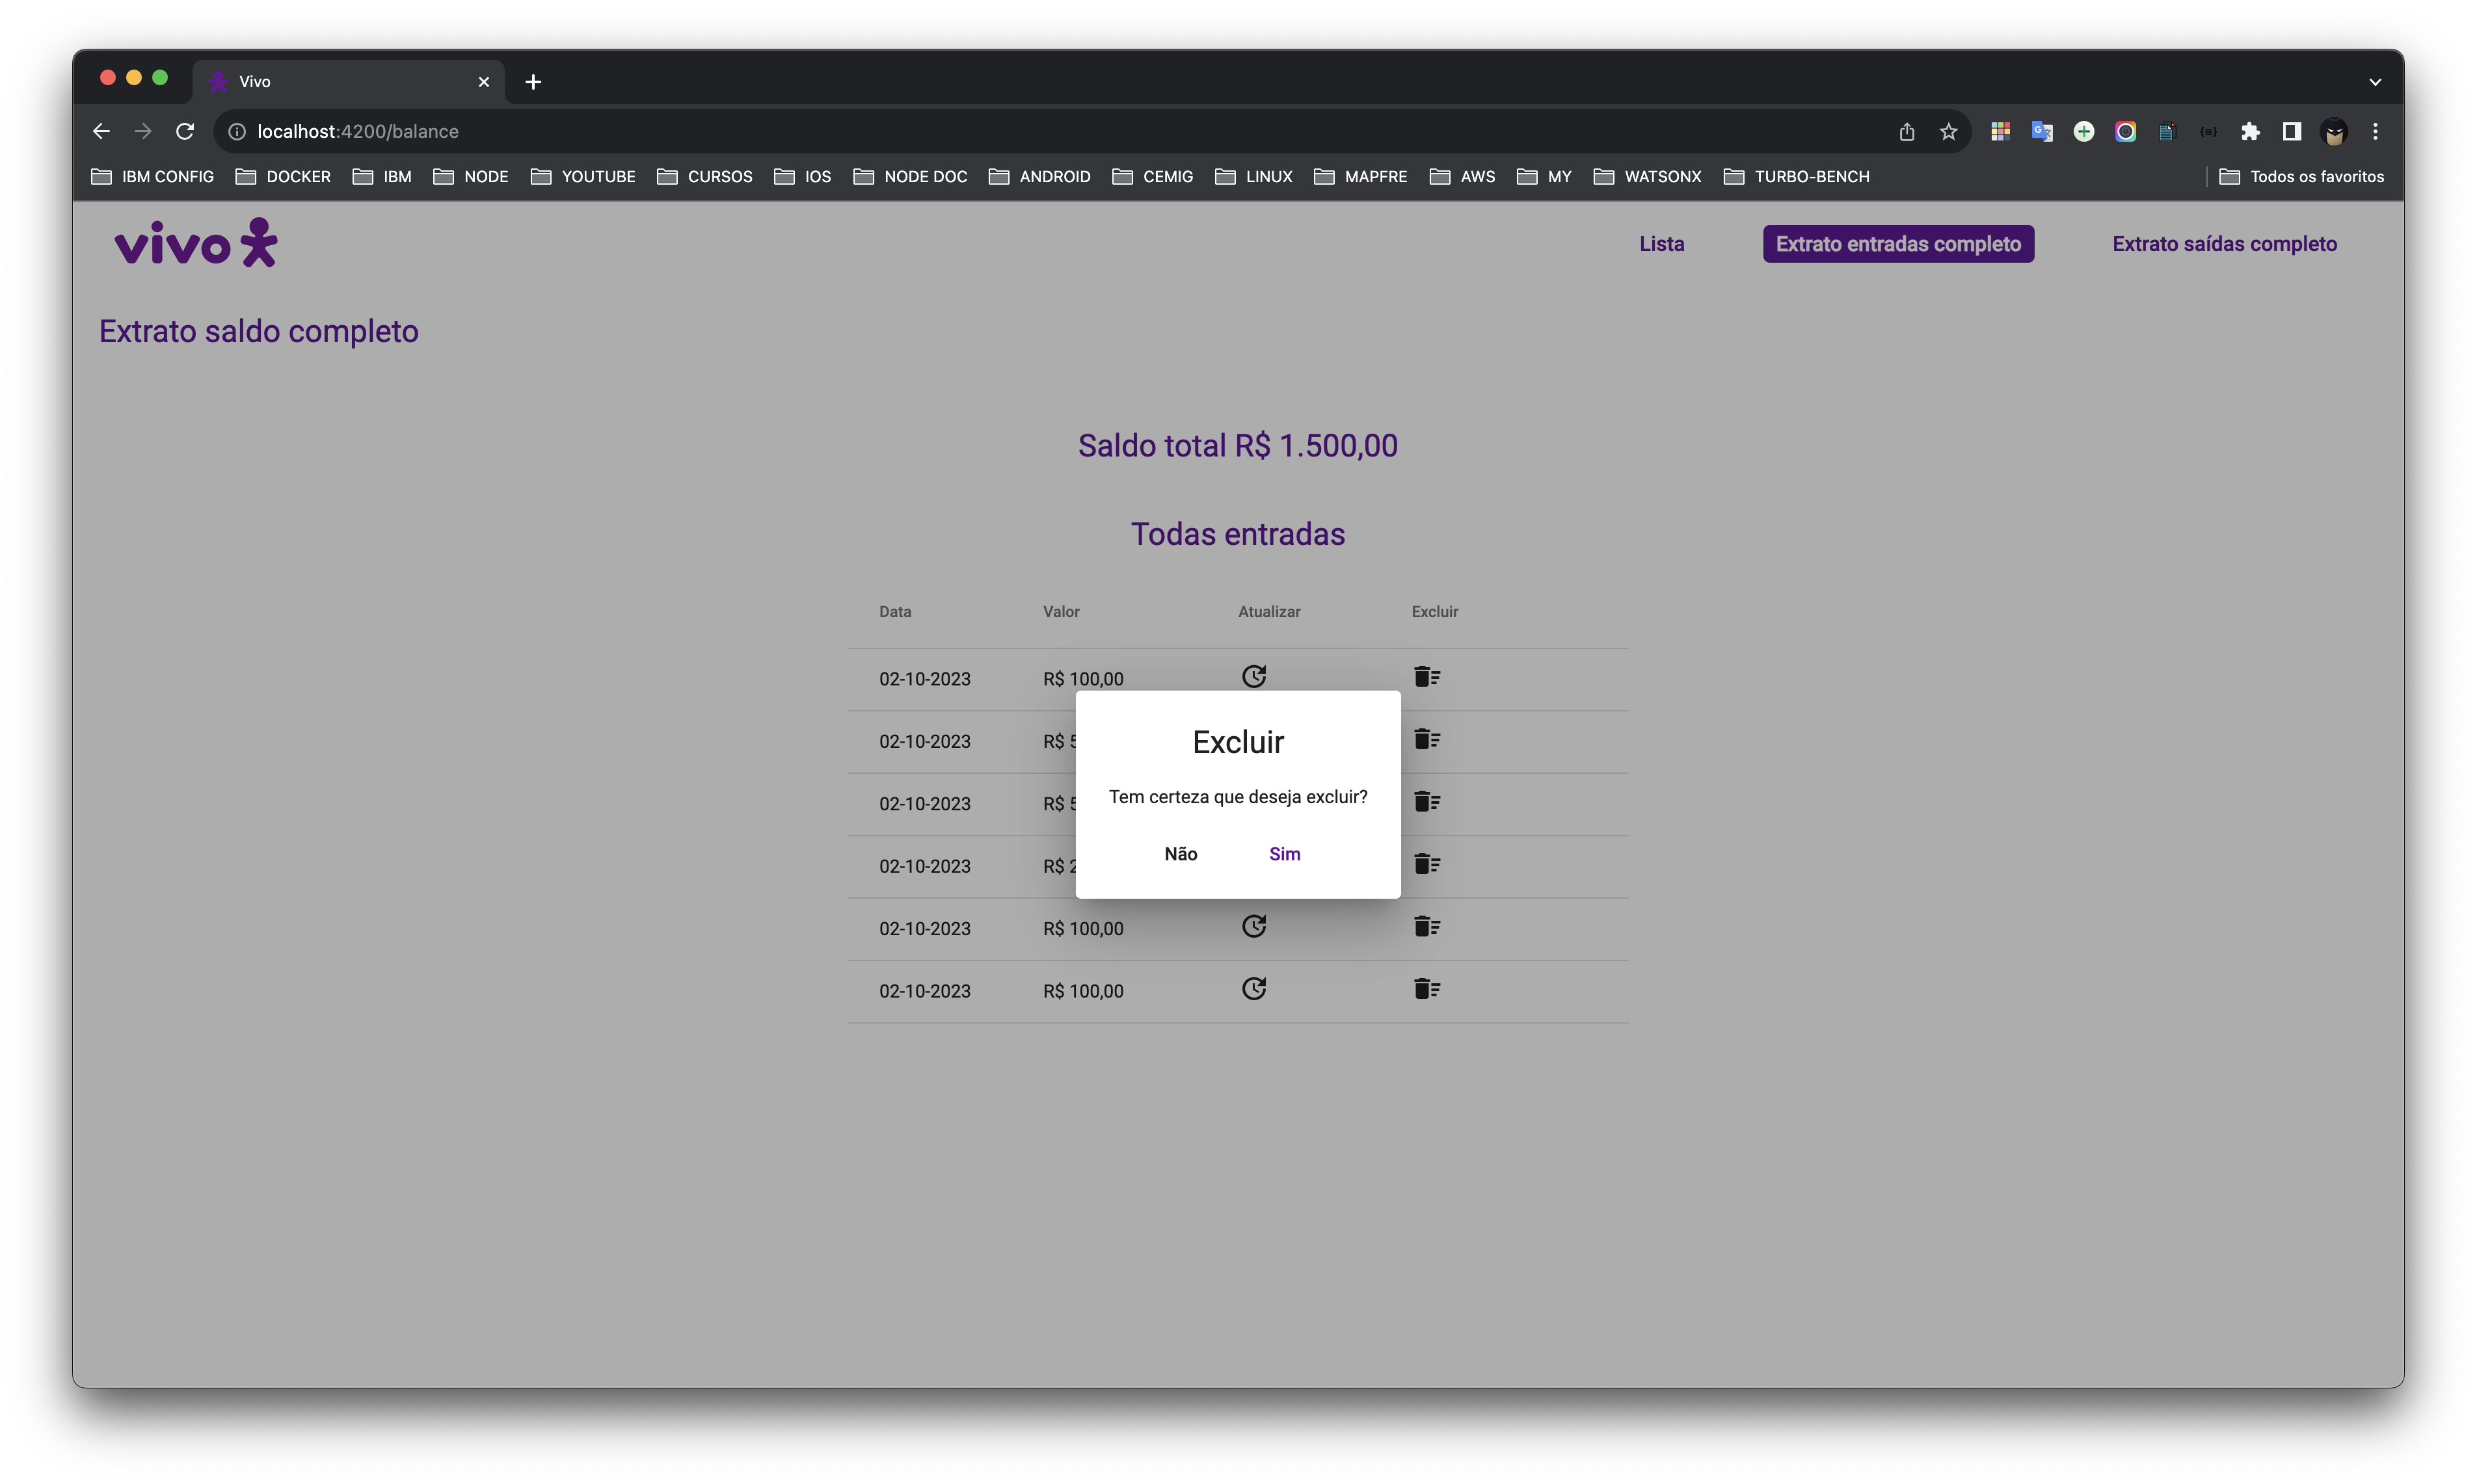 Vivo
localhost:4200/balance
IBM CONFIG DOCKER IBM NODE YOUTUBE CURSOS IOS NODE DOC ANDROID CEMIG LINUX MAPFRE AWS MY WATSONX TURBO-BENCH Todos os favoritos
vivo Lista Extrato entradas completo Extrato saídas completo
Extrato saldo completo
Saldo total R$ 1.500,00
Todas entradas
Data Valor Atualizar Excluir
02-10-2023 R$ 100,00
02-10-2023 R$ 5
02-10-2023 R$ 5
02-10-2023 R$ 2
02-10-2023 R$ 100,00
02-10-2023 R$ 100,00
Excluir
Tem certeza que deseja excluir?
Não Sim